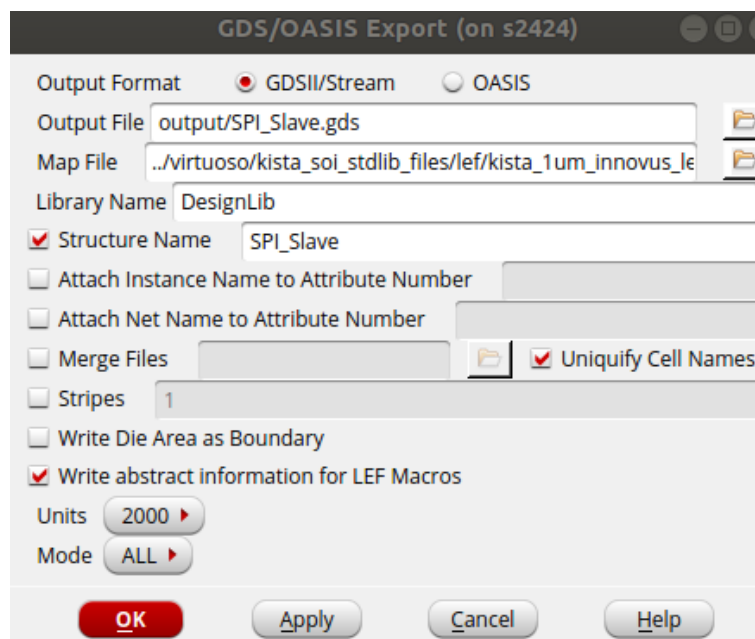 GDS/OASIS Export (on s2424)
Output Format GDSII/Stream OASIS
Output File output/SPI_Slave.gds
Map File ../virtuoso/kista_soi_stdlib_files/lef/kista_1um_innovus_le
Library Name DesignLib
Structure Name SPI_Slave
Attach Instance Name to Attribute Number
Attach Net Name to Attribute Number
Merge Files Uniquify Cell Names
Stripes 1
Write Die Area as Boundary
Write abstract information for LEF Macros
Units 2000
Mode ALL
OK Apply Cancel Help